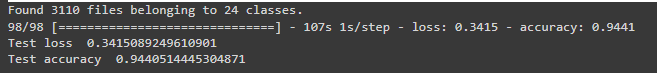 Found 3110 files belonging to 24 classes.
98/98 [==============================] - 107s 1s/step - loss: 0.3415 - accuracy: 0.9441
Test loss  0.3415089249610901
Test accuracy  0.9440514445304871